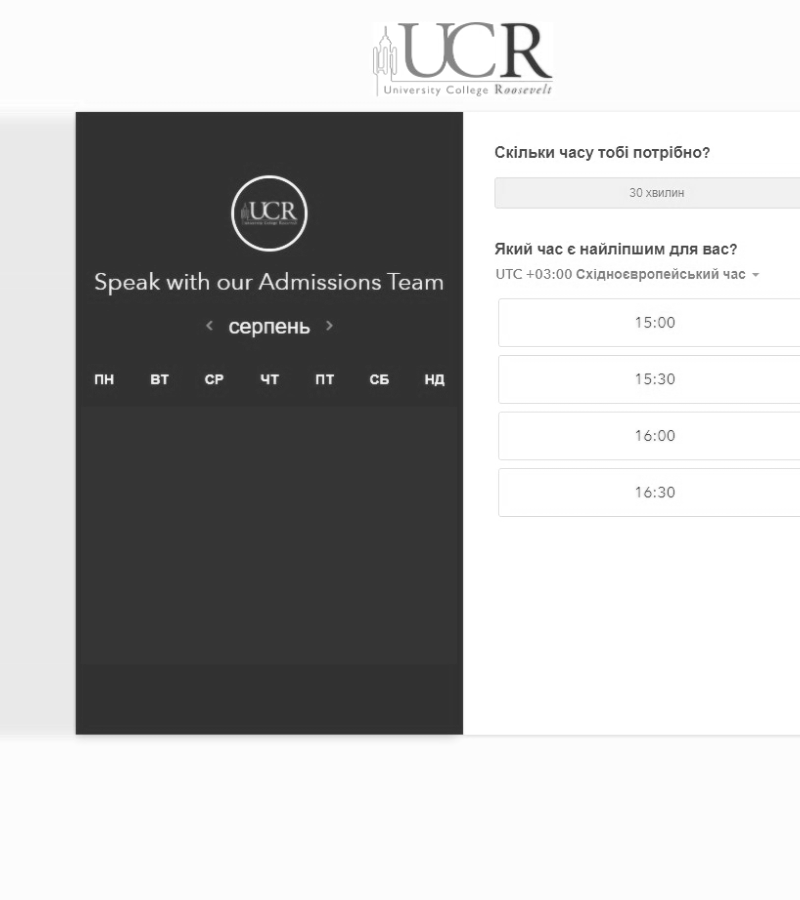 UCR
University College Roosevelt
UCR
Speak with our Admissions Team
серпень
ПН ВТ СР ЧТ ПТ СБ НД
Скільки часу тобі потрібно?
30 хвилин
Який час є найліпшим для вас?
UTC +03:00 Східноєвропейський час
15:00
15:30
16:00
16:30